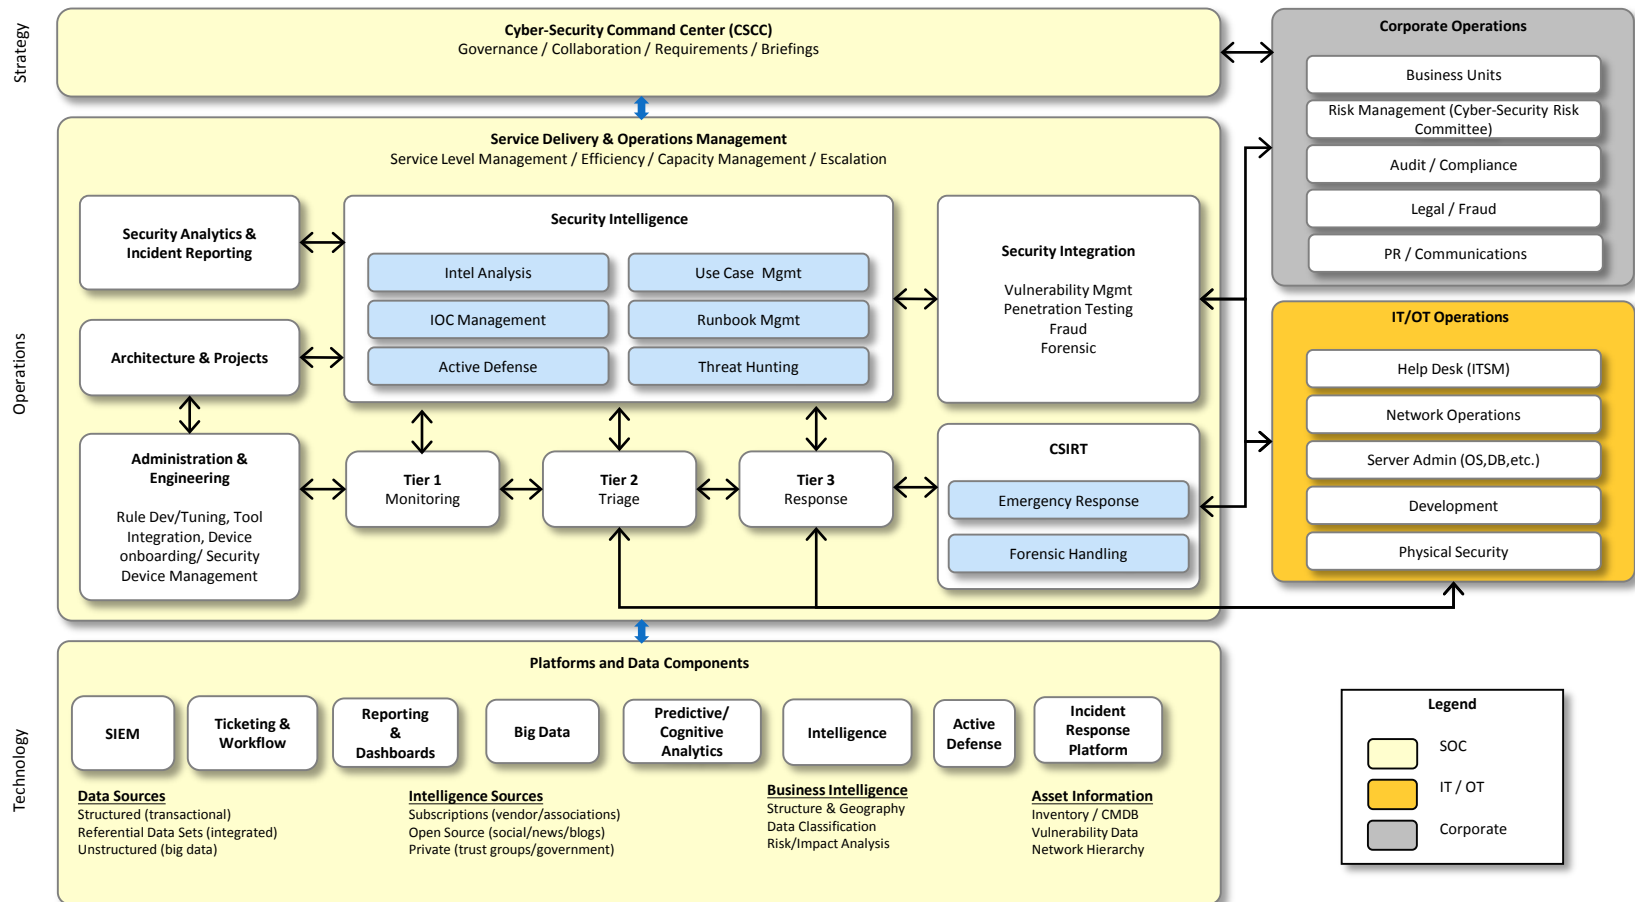 Strategy
Cyber-Security Command Center (CSCC)
Governance / Collaboration / Requirements / Briefings
Corporate Operations
Business Units
Risk Management (Cyber-Security Risk
Committee)
Audit / Compliance
Legal / Fraud
PR / Communications
Operations
Service Delivery & Operations Management
Service Level Management / Efficiency / Capacity Management / Escalation
Security Analytics &
Incident Reporting
Architecture & Projects
Administration &
Engineering
Rule Dev/Tuning, Tool
Integration, Device
onboarding/ Security
Device Management
Security Intelligence
Intel Analysis
Use Case  Mgmt
IOC Management
Runbook Mgmt
Active Defense
Threat Hunting
Tier 1
Monitoring
Tier 2
Triage
Tier 3
Response
Security Integration
Vulnerability Mgmt
Penetration Testing
Fraud
Forensic
CSIRT
Emergency Response
Forensic Handling
IT/OT Operations
Help Desk (ITSM)
Network Operations
Server Admin (OS,DB,etc.)
Development
Physical Security
Technology
Platforms and Data Components
SIEM
Ticketing &
Workflow
Reporting
&
Dashboards
Big Data
Predictive/
Cognitive
Analytics
Intelligence
Active
Defense
Incident
Response
Platform
Data Sources
Structured (transactional)
Referential Data Sets (integrated)
Unstructured (big data)
Intelligence Sources
Subscriptions (vendor/associations)
Open Source (social/news/blogs)
Private (trust groups/government)
Business Intelligence
Structure & Geography
Data Classification
Risk/Impact Analysis
Asset Information
Inventory / CMDB
Vulnerability Data
Network Hierarchy
Legend
SOC
IT / OT
Corporate